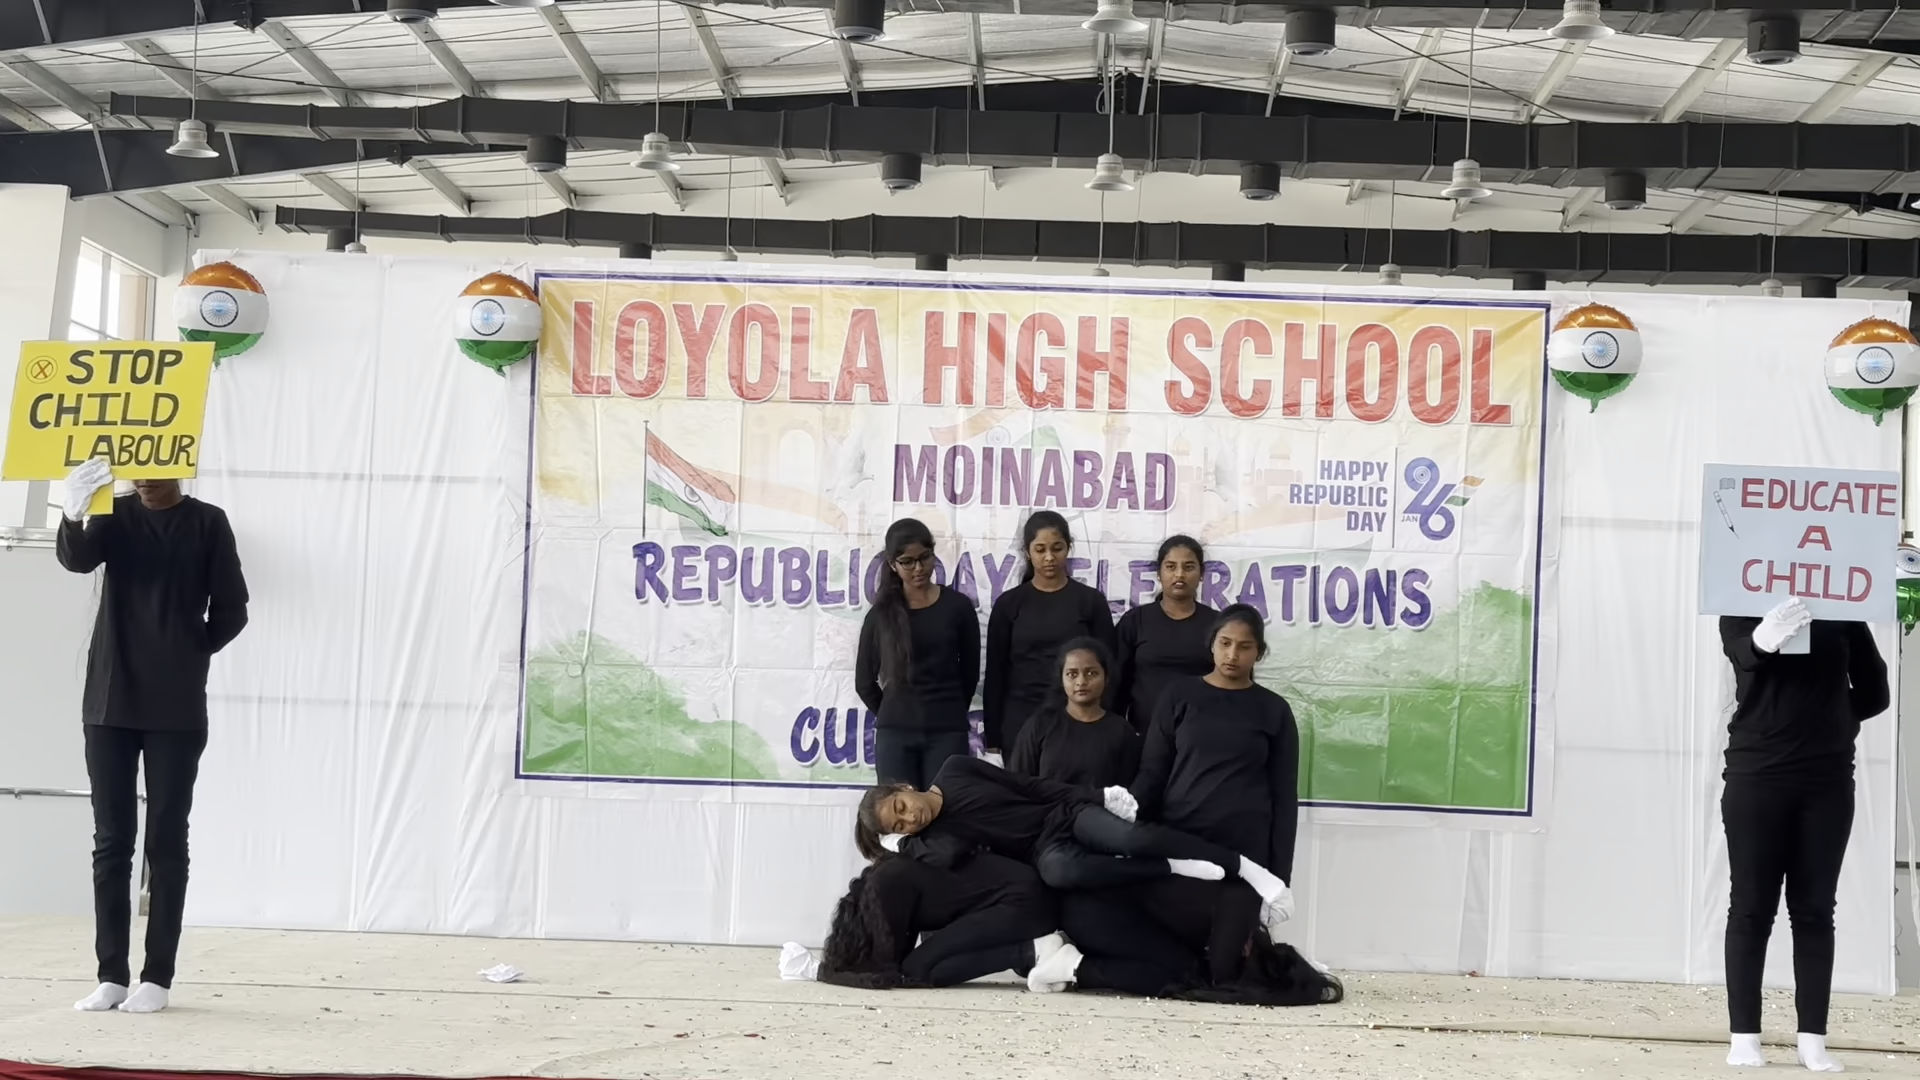 STOP
CHILD
LABOUR
LOYOLA HIGH SCHOOL
MOINABAD
HAPPY
REPUBLIC
DAY
26
JAN
EDUCATE
A
CHILD